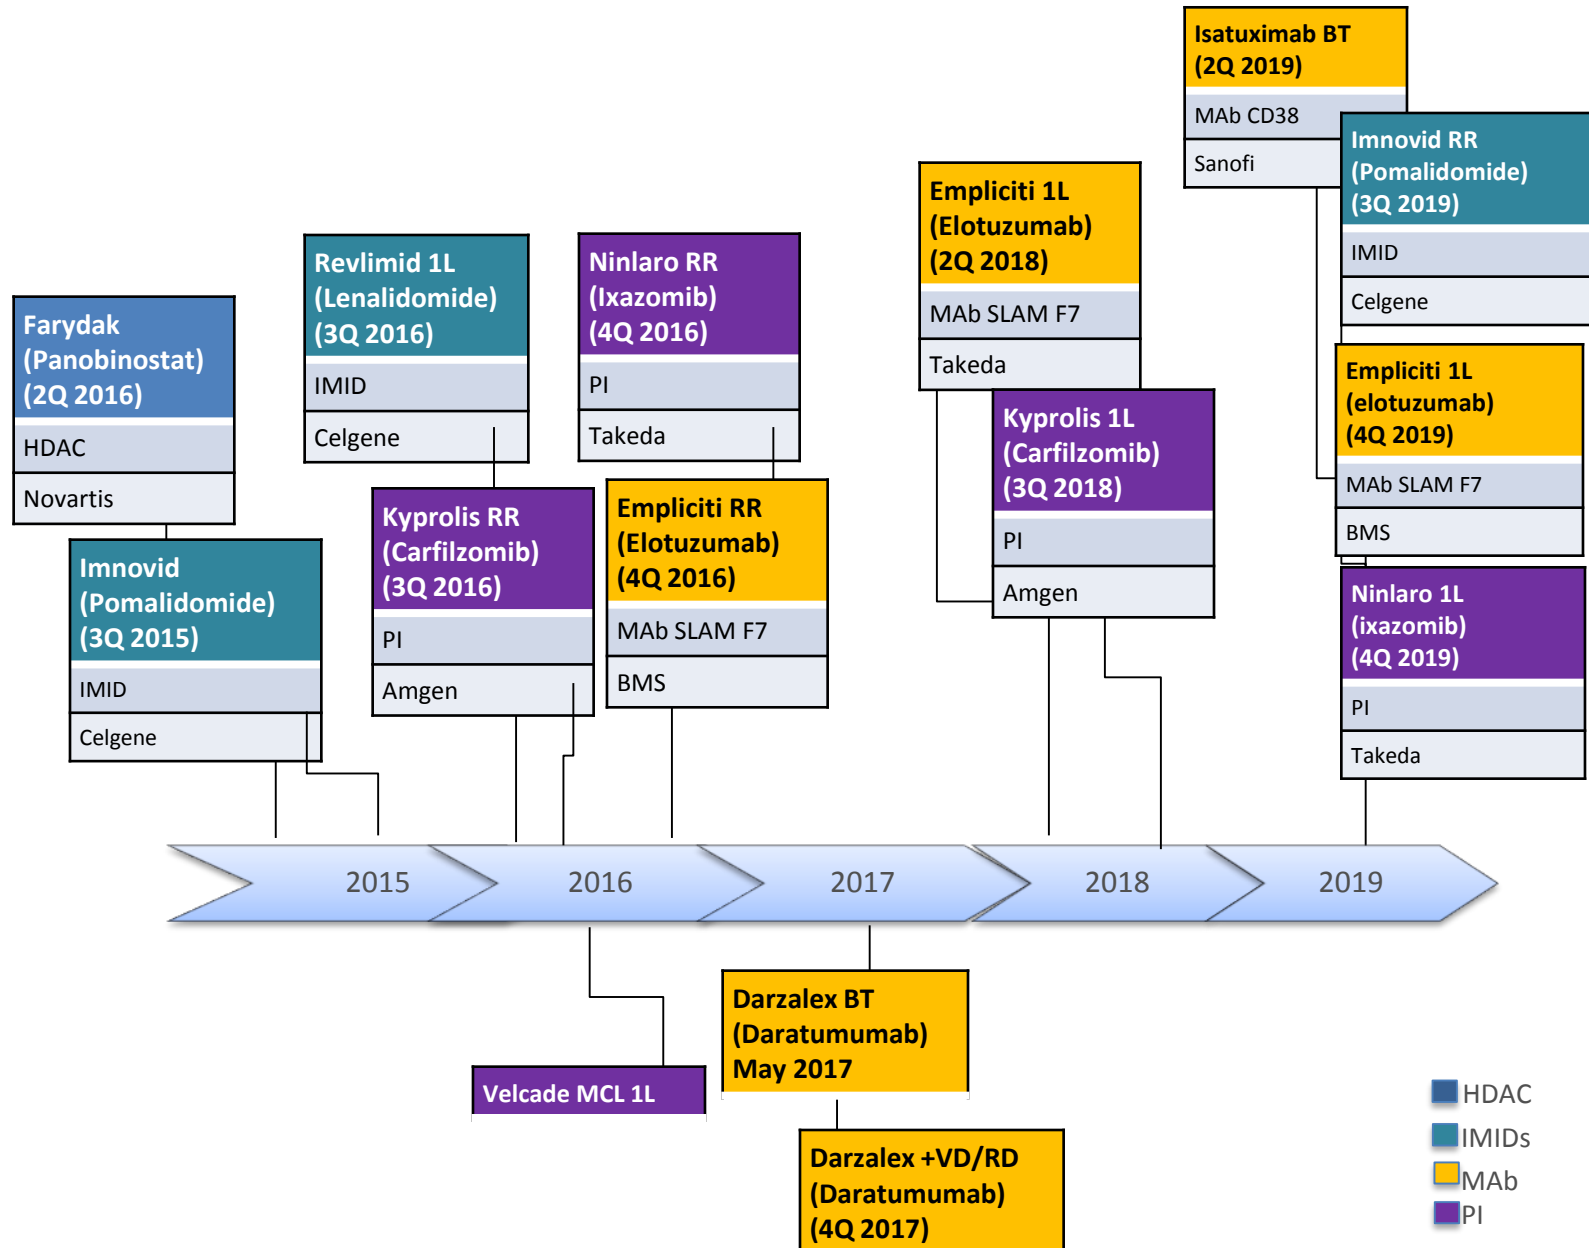 Isatuximab BT
(2Q 2019)
MAb CD38
Sanofi
Imnovid RR
(Pomalidomide)
(3Q 2019)
IMID
Celgene
Empliciti 1L
(Elotuzumab)
(2Q 2018)
MAb SLAM F7
Takeda
Revlimid 1L
(Lenalidomide)
(3Q 2016)
IMID
Celgene
Ninlaro RR
(Ixazomib)
(4Q 2016)
PI
Takeda
Farydak
(Panobinostat)
(2Q 2016)
HDAC
Novartis
Empliciti 1L
(elotuzumab)
(4Q 2019)
MAb SLAM F7
BMS
Kyprolis 1L
(Carfilzomib)
(3Q 2018)
PI
Amgen
Kyprolis RR
(Carfilzomib)
(3Q 2016)
PI
Amgen
Empliciti RR
(Elotuzumab)
(4Q 2016)
MAb SLAM F7
BMS
Imnovid
(Pomalidomide)
(3Q 2015)
IMID
Celgene
Ninlaro 1L
(ixazomib)
(4Q 2019)
PI
Takeda
2015
2016
2017
2018
2019
Darzalex BT
(Daratumumab)
May 2017
Velcade MCL 1L
Darzalex +VD/RD
(Daratumumab)
(4Q 2017)
HDAC
IMIDs
MAb
PI